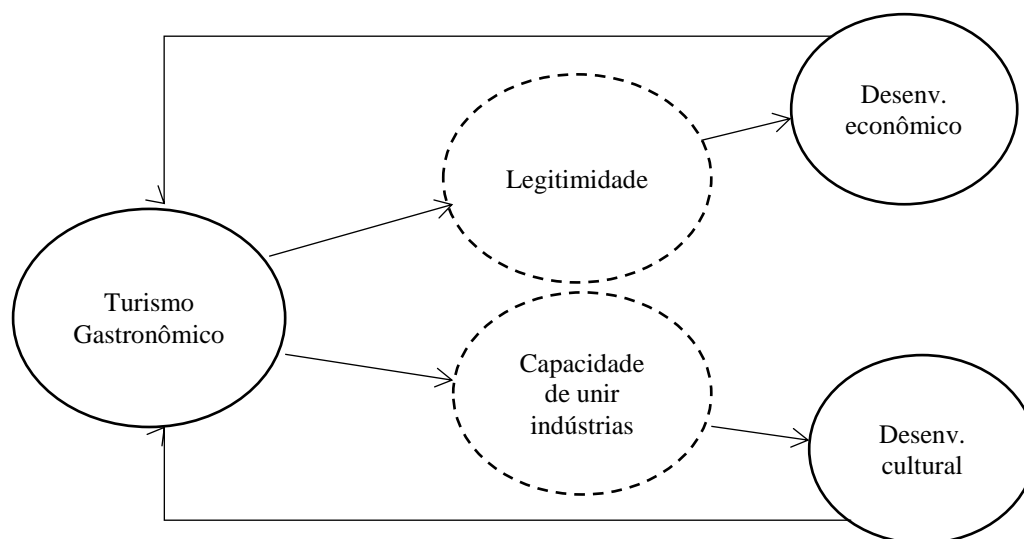 Desenv.
econômico
Legitimidade
Turismo
Gastronômico
Capacidade
de unir
indústrias
Desenv.
cultural